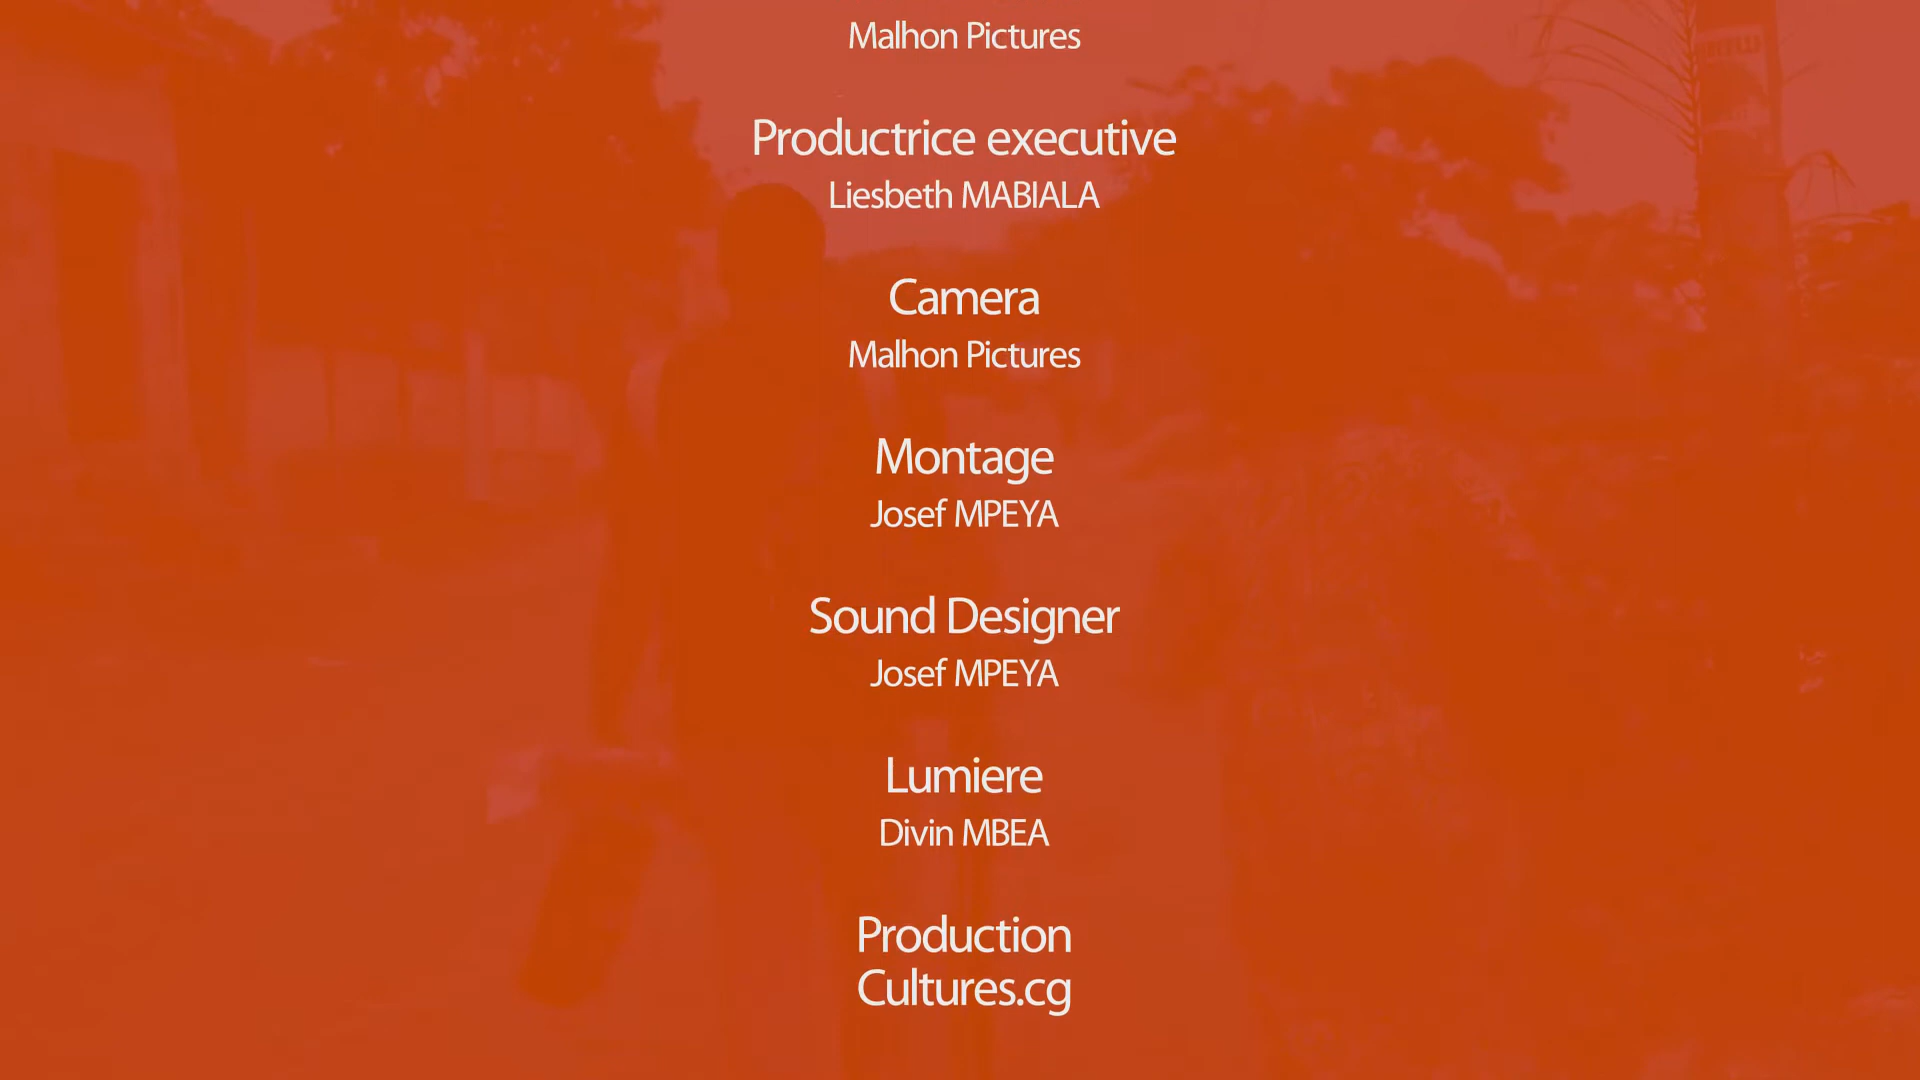 Malhon Pictures
Productrice executive
Liesbeth MABIALA
Camera
Malhon Pictures
Montage
Josef MPEYA
Sound Designer
Josef MPEYA
Lumiere
Divin MBEA
Production
Cultures.cg